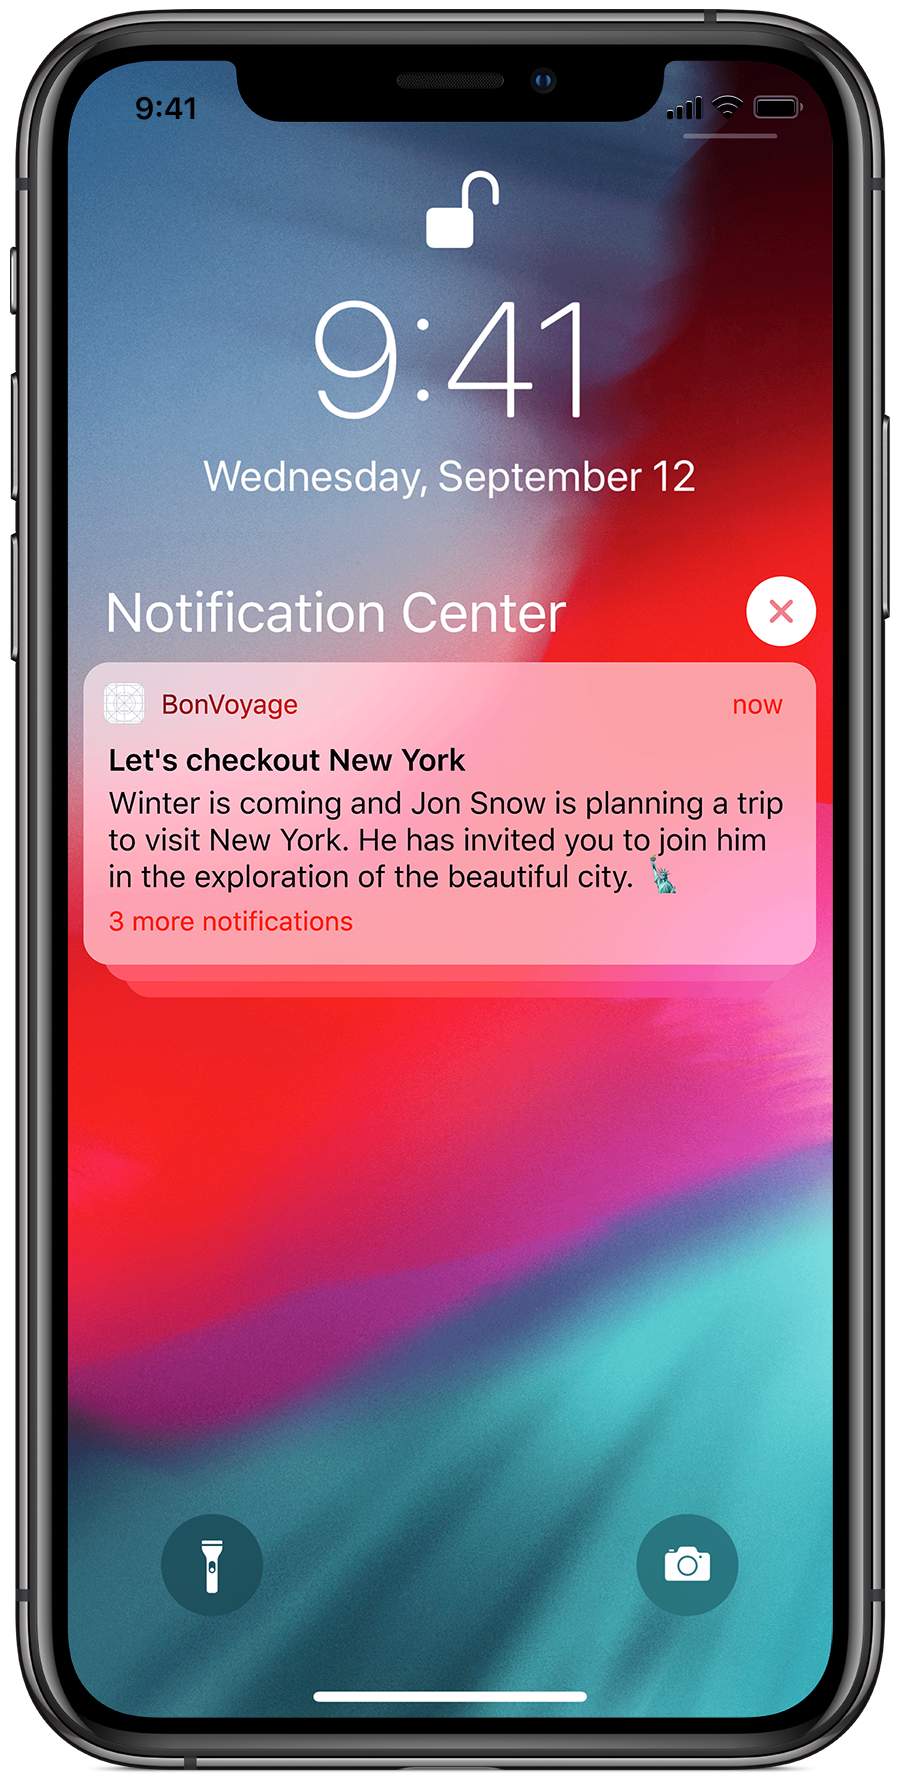 9:41
9:41
Wednesday, September 12
Notification Center
BonVoyage now
Let's checkout New York
Winter is coming and Jon Snow is planning a trip
to visit New York. He has invited you to join him
in the exploration of the beautiful city. 🗽
3 more notifications